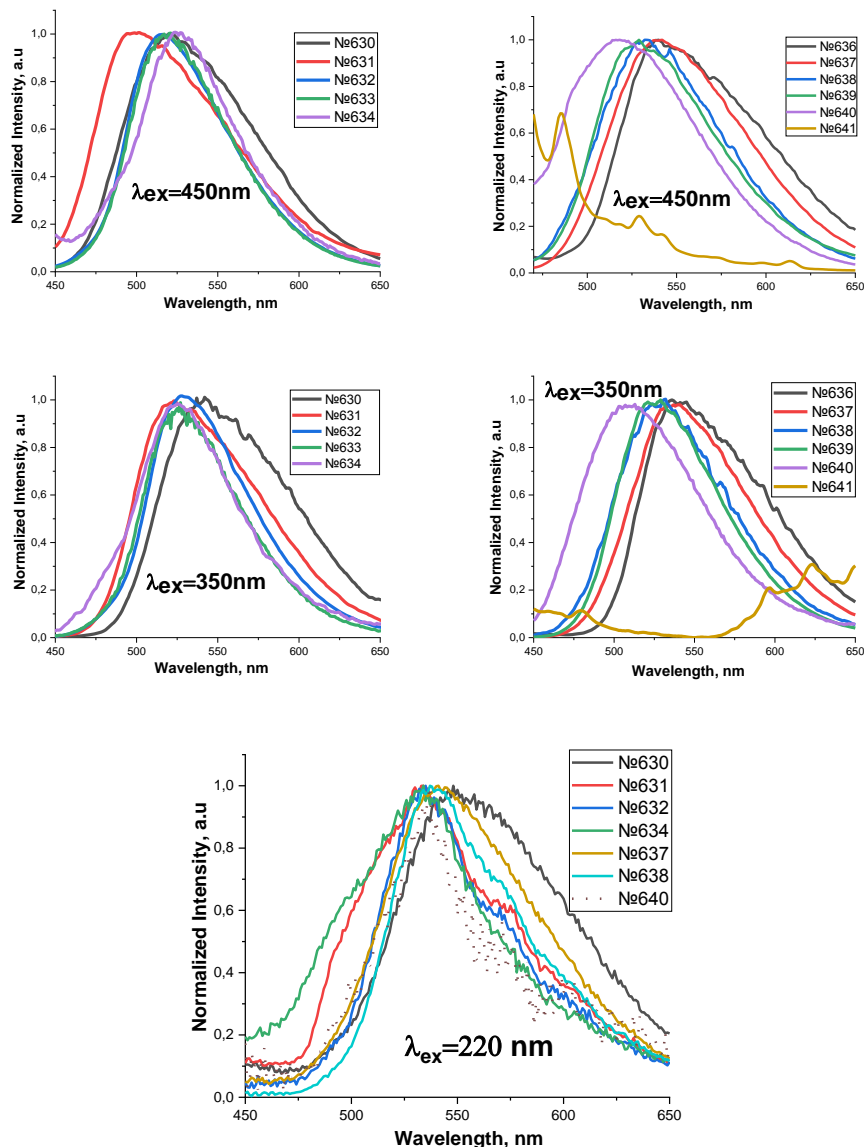 Normalized Intensity, a.u
1,0
0,8
0,6
0,4
0,2
0,0
450 500 550 600 650
Wavelength, nm
№630
№631
№632
№633
№634
λex=450nm
Normalized Intensity, a.u
1,0
0,8
0,6
0,4
0,2
0,0
500 550 600 650
Wavelength, nm
№636
№637
№638
№639
№640
№641
λex=450nm
Normalized Intensity, a.u
1,0
0,8
0,6
0,4
0,2
0,0
450 500 550 600 650
Wavelength, nm
№630
№631
№632
№633
№634
λex=350nm
Normalized Intensity, a.u
1,0
0,8
0,6
0,4
0,2
0,0
450 500 550 600 650
Wavelength, nm
λex=350nm
№636
№637
№638
№639
№640
№641
Normalized Intensity, a.u
1,0
0,8
0,6
0,4
0,2
0,0
450 500 550 600 650
Wavelength, nm
№630
№631
№632
№634
№637
№638
№640
λex=220 nm